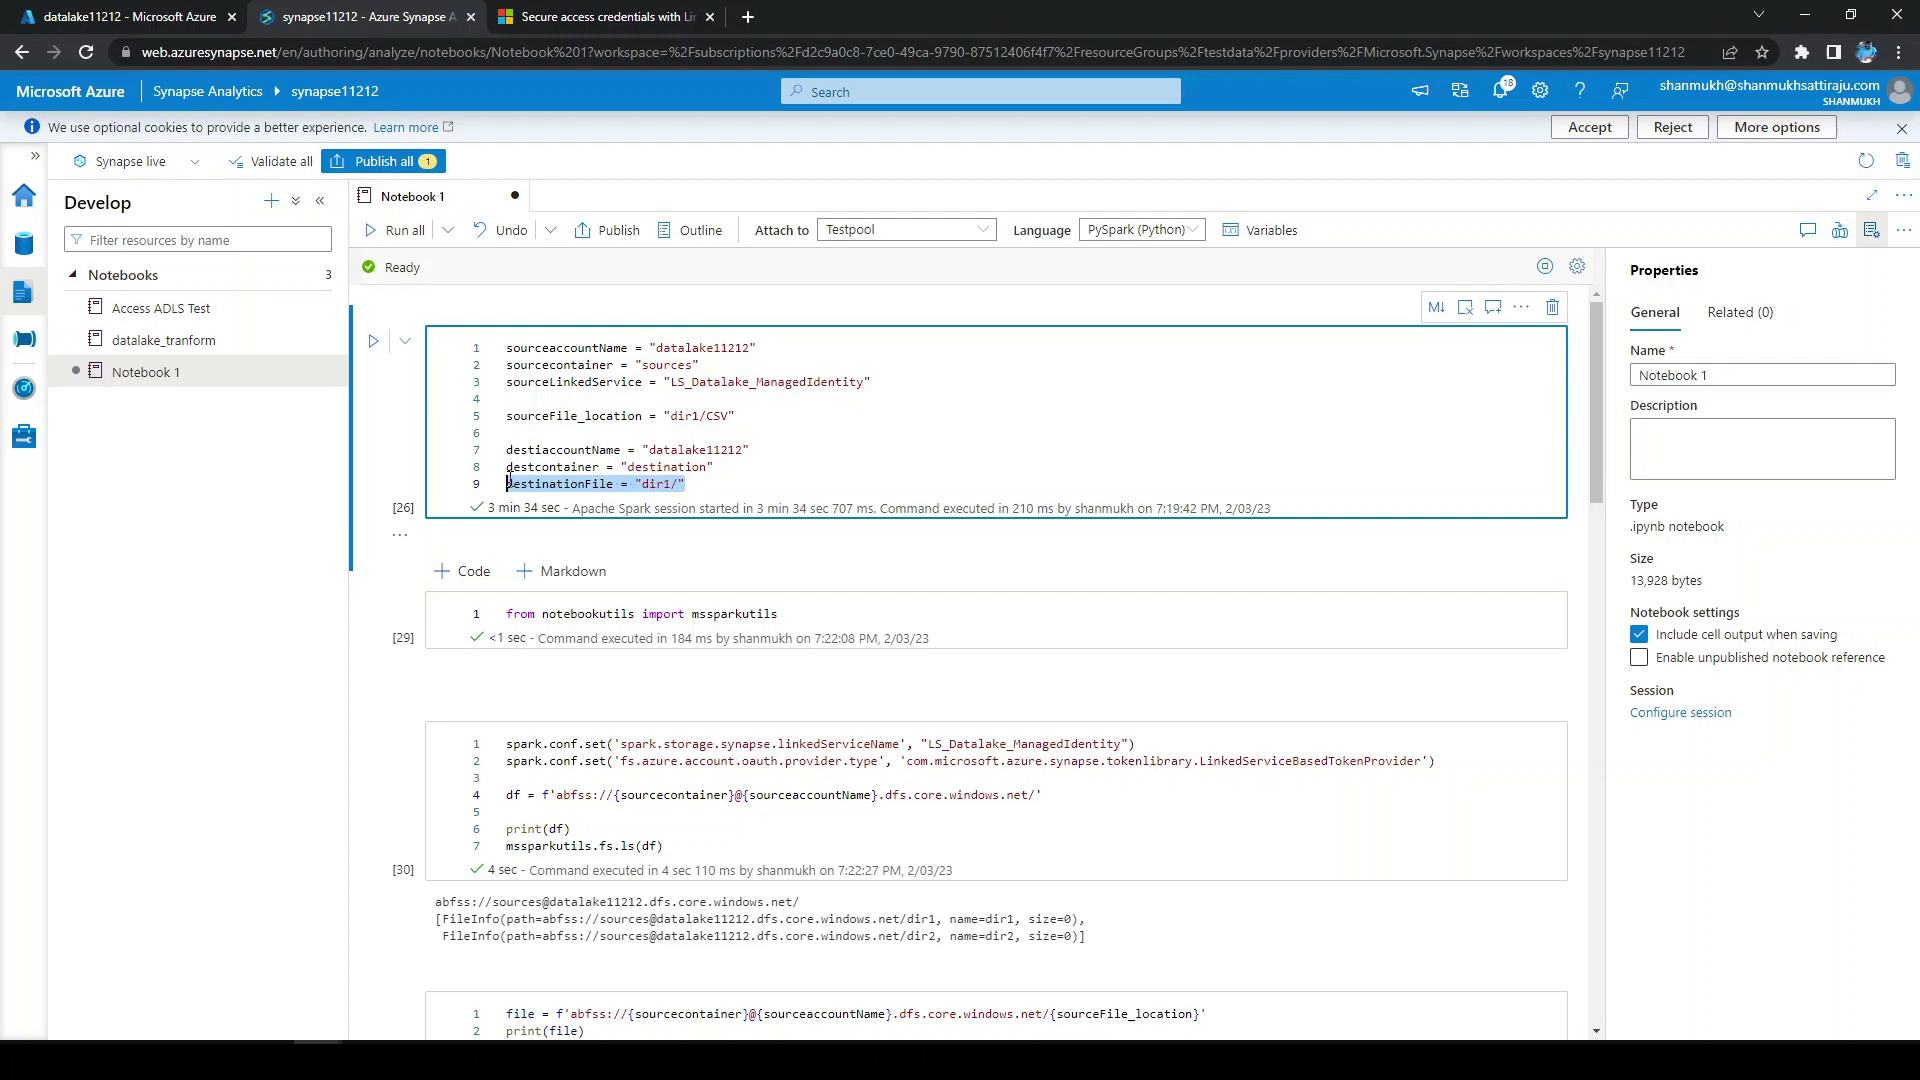 datalake11212 - Microsoft Azure
synapse11212 - Azure Synapse A
Secure access credentials with Lin
web.azuresynapse.net/en/authoring/analyze/notebooks/Notebook%201?workspace=%2Fsubscriptions%2Fd2c9a0c8-7ce0-49ca-9790-87512406f4f7%2FresourceGroups%2Ftestdata%2Fproviders%2FMicrosoft.Synapse%2Fworkspaces%2Fsynapse11212
Microsoft Azure
Synapse Analytics
synapse11212
Search
18
shanmukh@shanmukhsattiraju.com
SHANMUKH
We use optional cookies to provide a better experience. Learn more
Accept
Reject
More options
Synapse live
Validate all
Publish all 1
Develop
Filter resources by name
Notebooks 3
Access ADLS Test
datalake_tranform
Notebook 1
Notebook 1
Run all
Undo
Publish
Outline
Attach to Testpool
Language PySpark (Python)
Variables
Ready
1 sourceaccountName = "datalake11212"
2 sourcecontainer = "sources"
3 sourceLinkedService = "LS_Datalake_ManagedIdentity"
4
5 sourceFile_location = "dir1/CSV"
6
7 destiaccountName = "datalake11212"
8 destcontainer = "destination"
9 destinationFile = "dir1/"
[26] 3 min 34 sec - Apache Spark session started in 3 min 34 sec 707 ms. Command executed in 210 ms by shanmukh on 7:19:42 PM, 2/03/23
Code
Markdown
1 from notebookutils import mssparkutils
[29] <1 sec - Command executed in 184 ms by shanmukh on 7:22:08 PM, 2/03/23
1 spark.conf.set('spark.storage.synapse.linkedServiceName', "LS_Datalake_ManagedIdentity")
2 spark.conf.set('fs.azure.account.oauth.provider.type', 'com.microsoft.azure.synapse.tokenlibrary.LinkedServiceBasedTokenProvider')
3
4 df = f'abfss://{sourcecontainer}@{sourceaccountName}.dfs.core.windows.net/'
5
6 print(df)
7 mssparkutils.fs.ls(df)
[30] 4 sec - Command executed in 4 sec 110 ms by shanmukh on 7:22:27 PM, 2/03/23
abfss://sources@datalake11212.dfs.core.windows.net/
[FileInfo(path=abfss://sources@datalake11212.dfs.core.windows.net/dir1, name=dir1, size=0),
FileInfo(path=abfss://sources@datalake11212.dfs.core.windows.net/dir2, name=dir2, size=0)]
1 file = f'abfss://{sourcecontainer}@{sourceaccountName}.dfs.core.windows.net/{sourceFile_location}'
2 print(file)
Properties
General
Related (0)
Name *
Notebook 1
Description
Type
.ipynb notebook
Size
13,928 bytes
Notebook settings
Include cell output when saving
Enable unpublished notebook reference
Session
Configure session